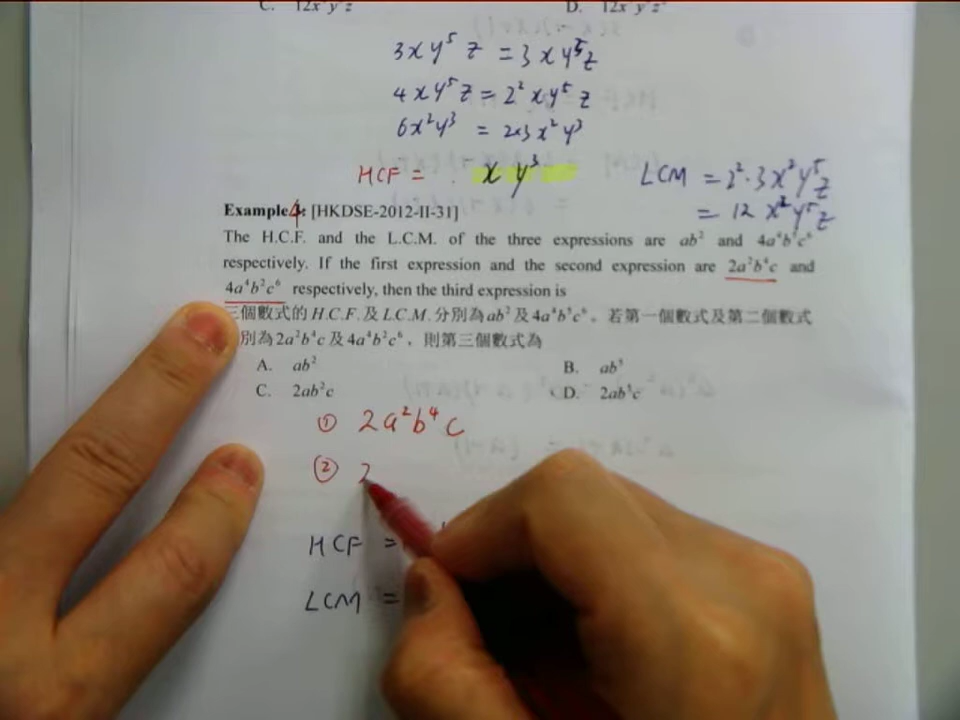 C. 12x y z D. 12x y z
3xy⁵z = 3xy⁵z
4xy⁵z = 2²xy⁵z
6x²y³ = 2·3x²y³
HCF = xy³ LCM = 2²·3x²y⁵z
= 12x²y⁵z
Example 4: [HKDSE-2012-II-31]
The H.C.F. and the L.C.M. of the three expressions are ab² and 4a⁴b⁵c⁶
respectively. If the first expression and the second expression are 2a²b⁴c and
4a⁴b²c⁶ respectively, then the third expression is
三個數式的 H.C.F. 及 L.C.M. 分別為 ab² 及 4a⁴b⁵c⁶。若第一個數式及第二個數式
別為 2a²b⁴c 及 4a⁴b²c⁶，則第三個數式為
A. ab² B. ab⁵
C. 2ab²c D. 2ab⁵c
① 2a²b⁴c
② 2
HCF =
LCM =